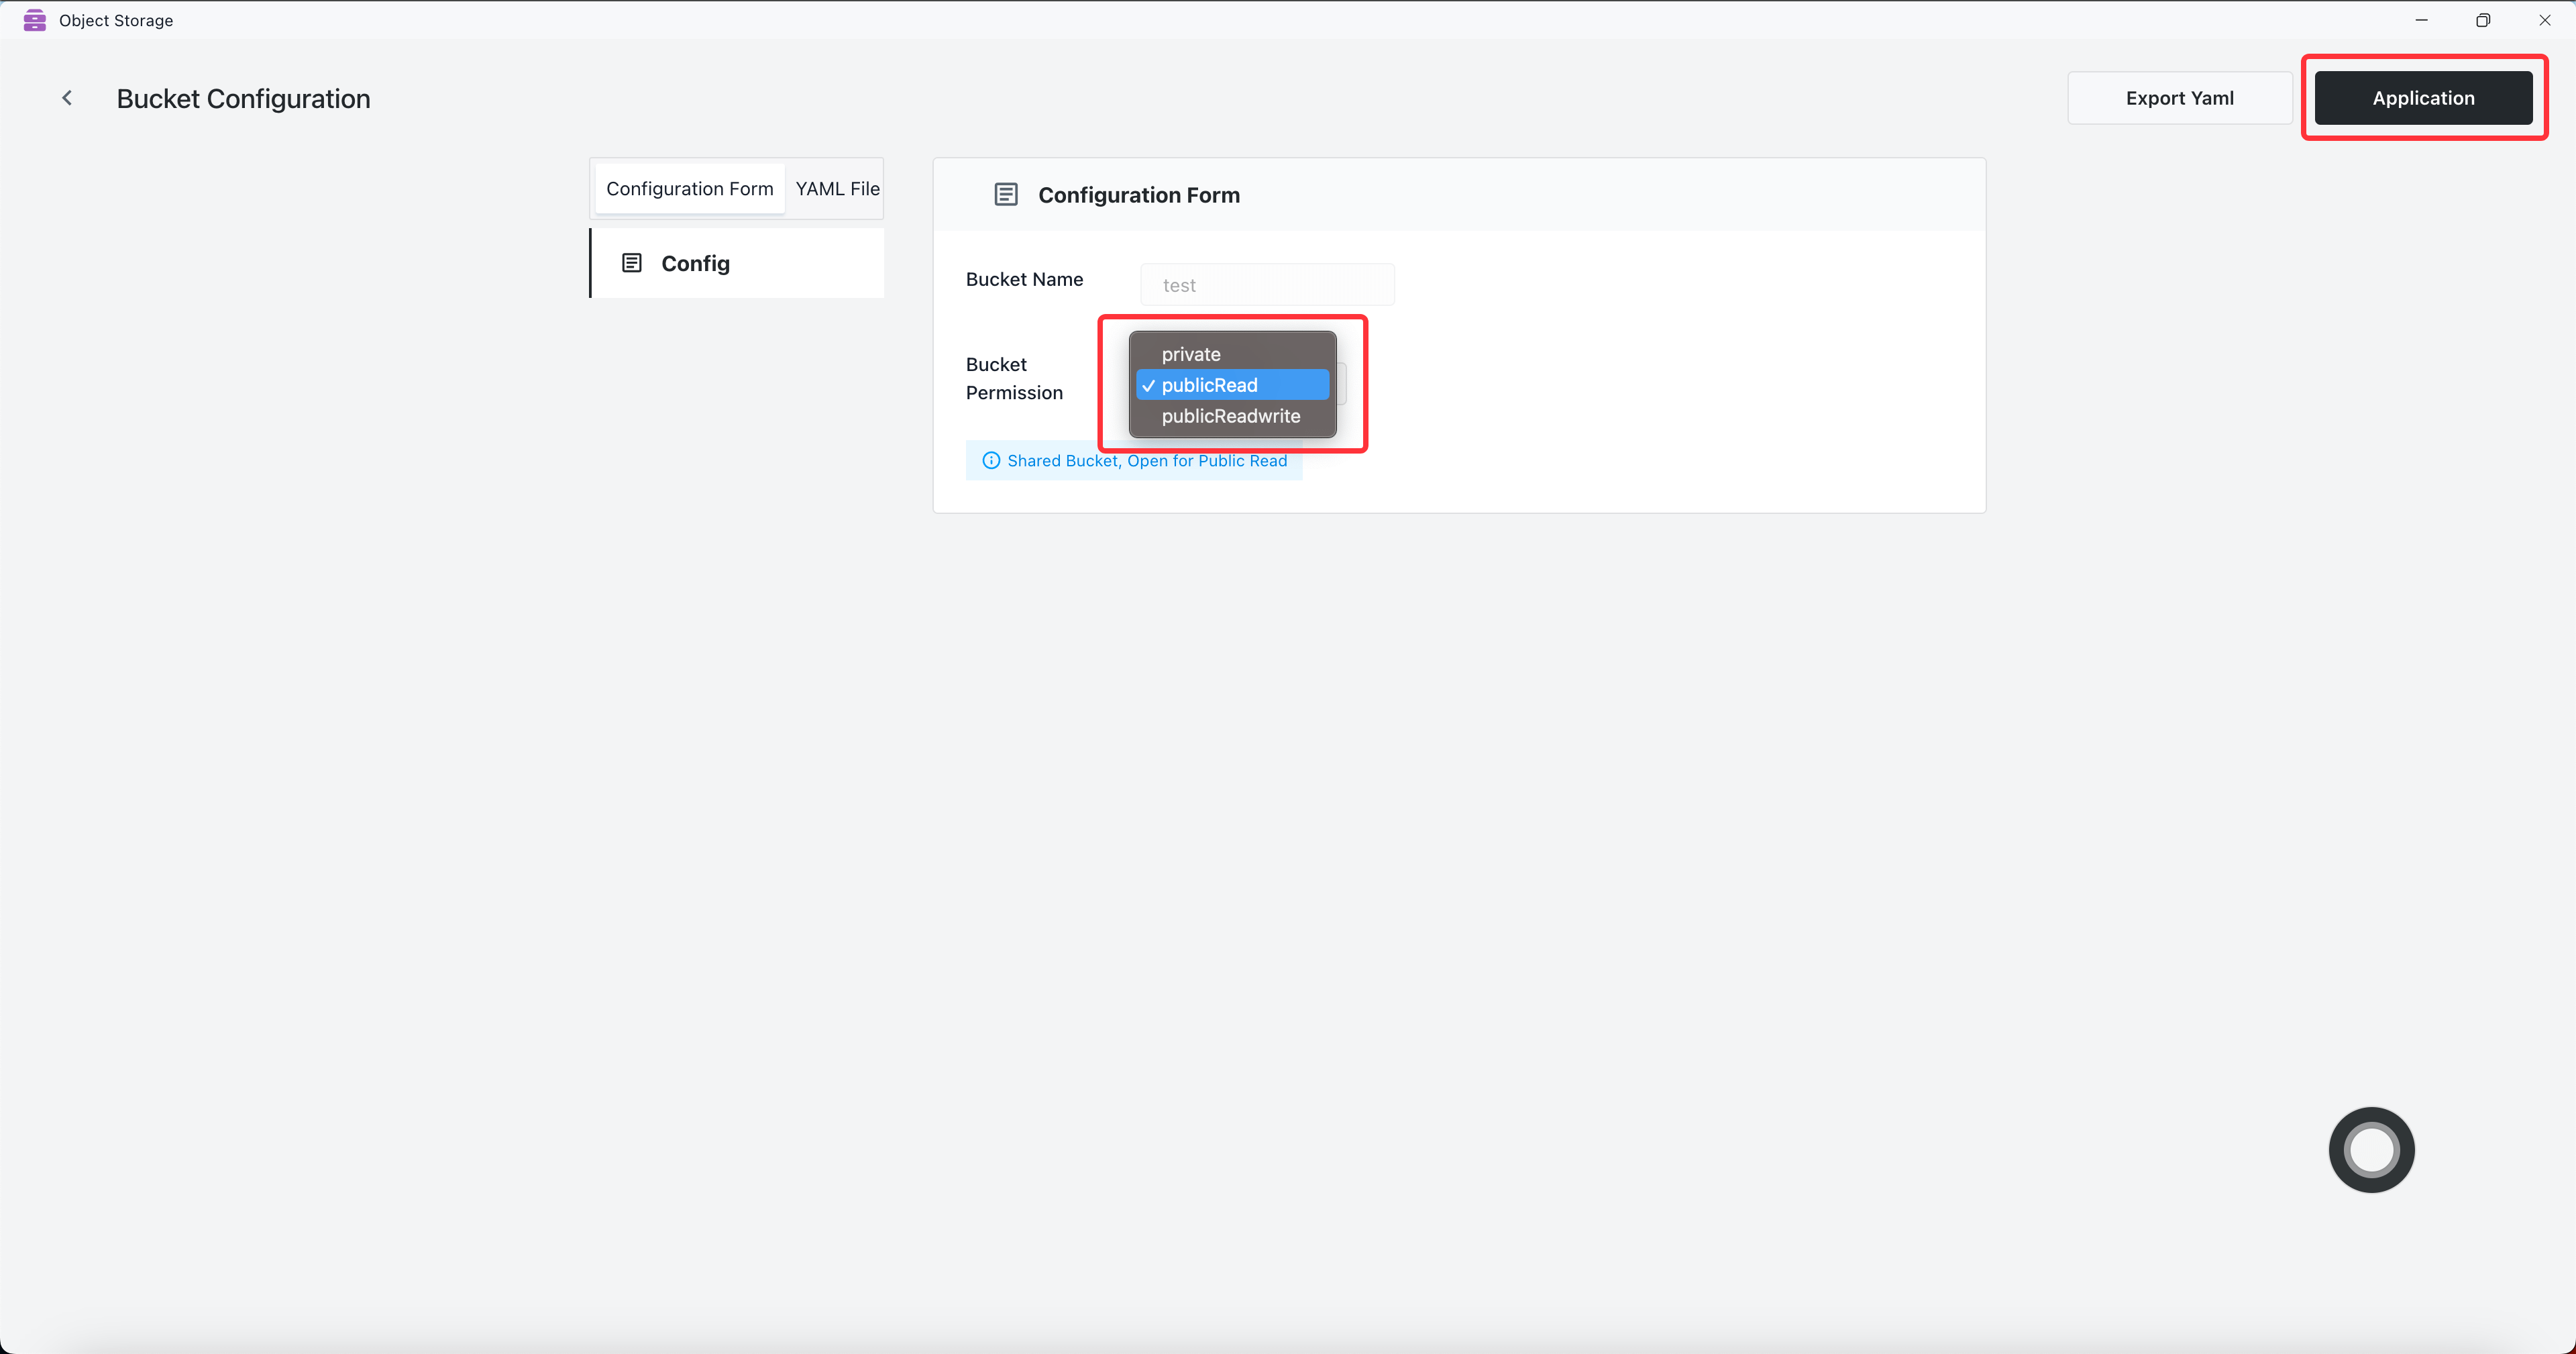 Object Storage
Bucket Configuration
Export Yaml
Application
Configuration Form
YAML File
Config
Configuration Form
Bucket Name
test
Bucket
Permission
private
publicRead
publicReadwrite
Shared Bucket, Open for Public Read